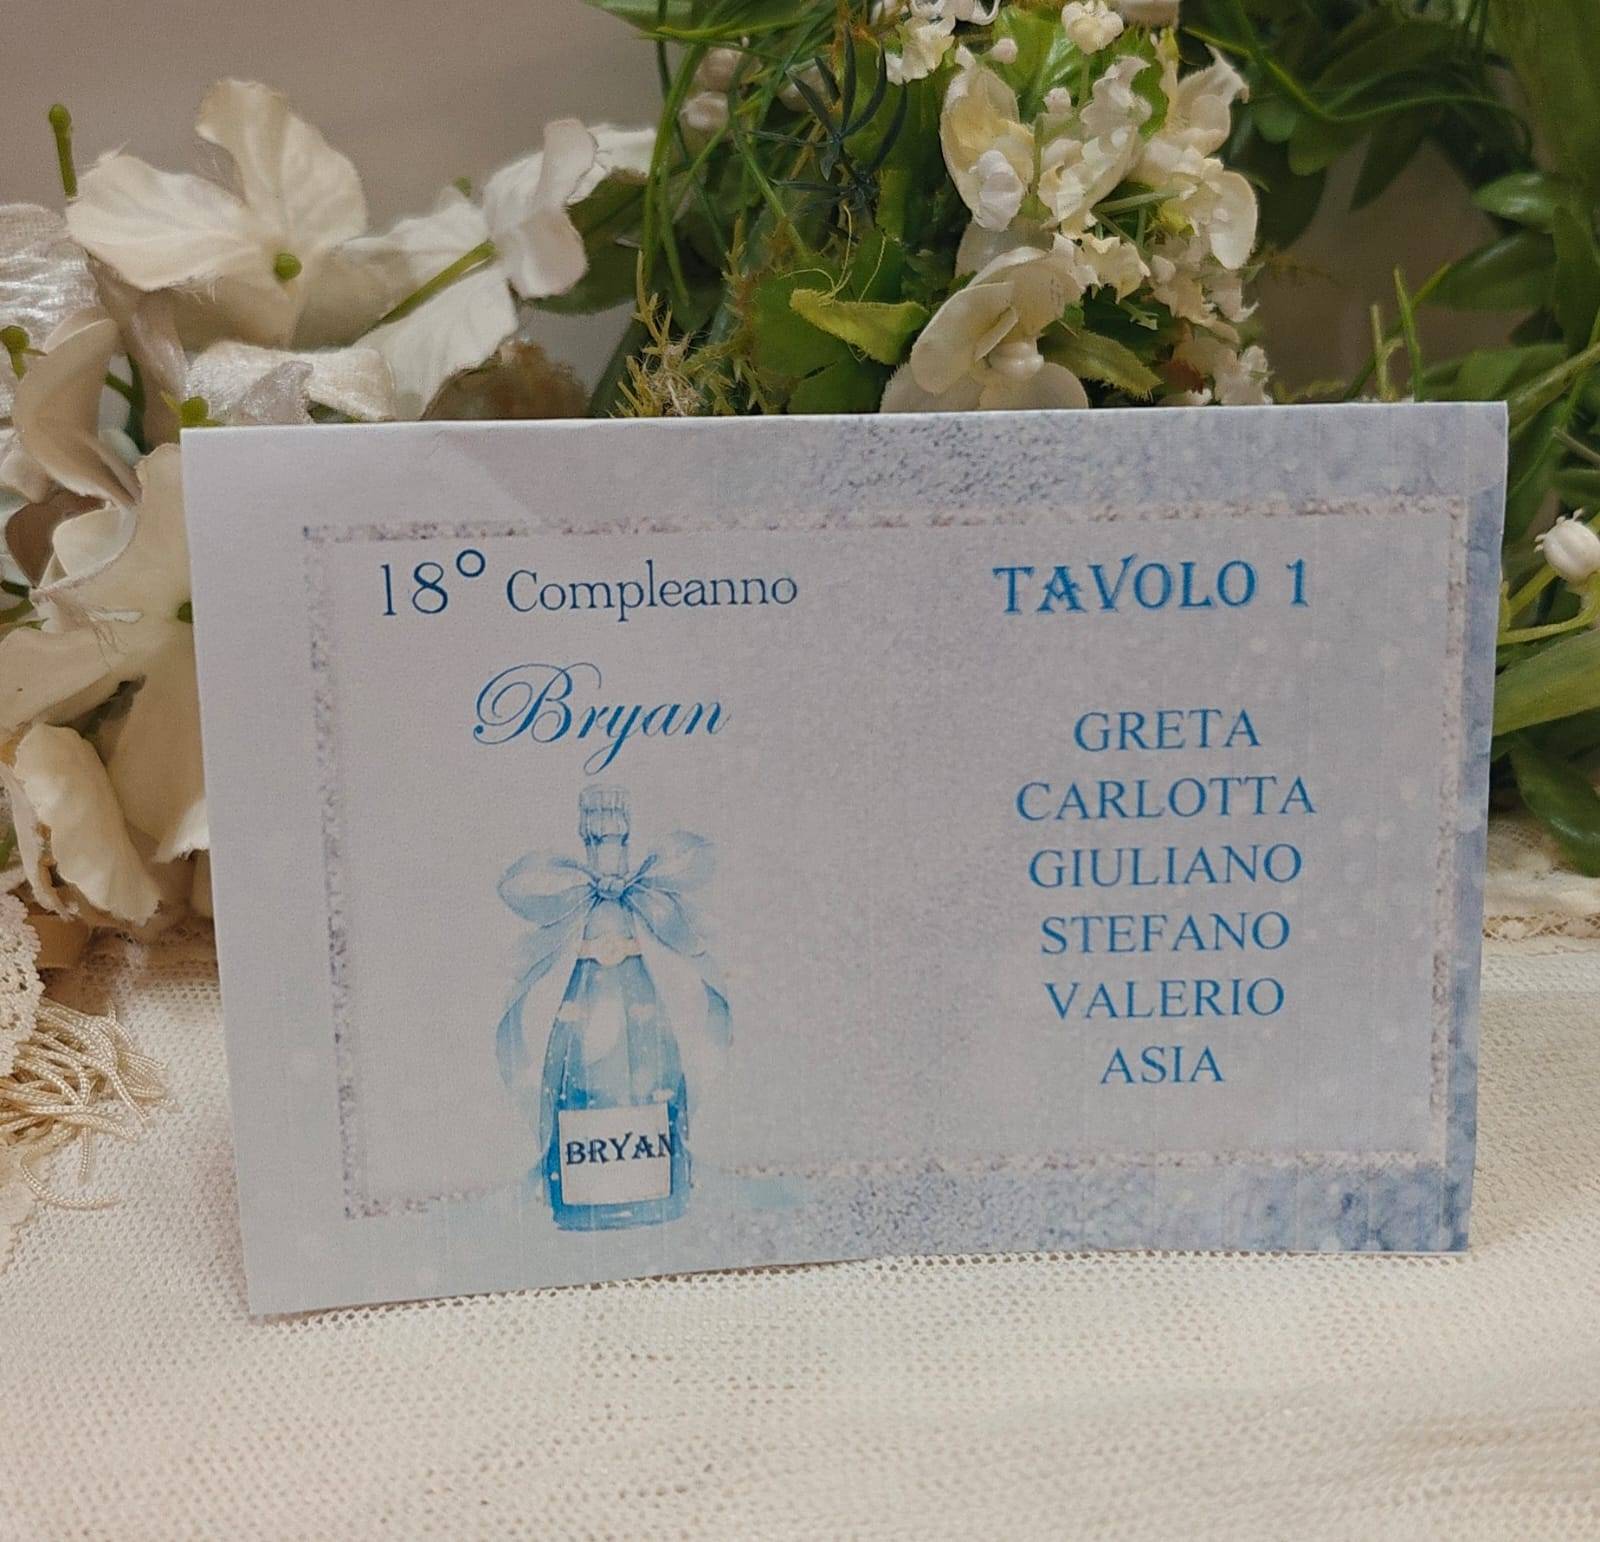 18° Compleanno
Bryan
BRYAN
TAVOLO 1
GRETA
CARLOTTA
GIULIANO
STEFANO
VALERIO
ASIA